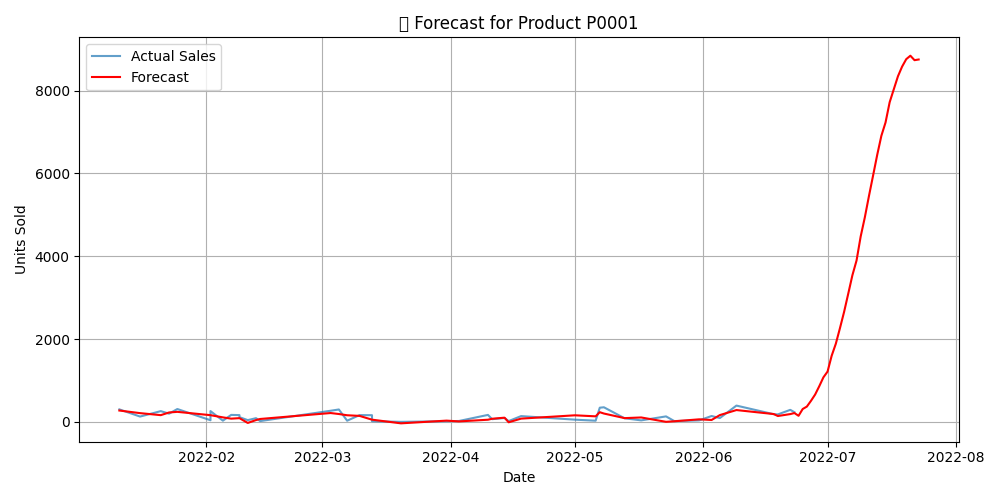 Forecast for Product P0001
Actual Sales
Forecast
Units Sold
8000
6000
4000
2000
0
2022-02 2022-03 2022-04 2022-05 2022-06 2022-07 2022-08
Date